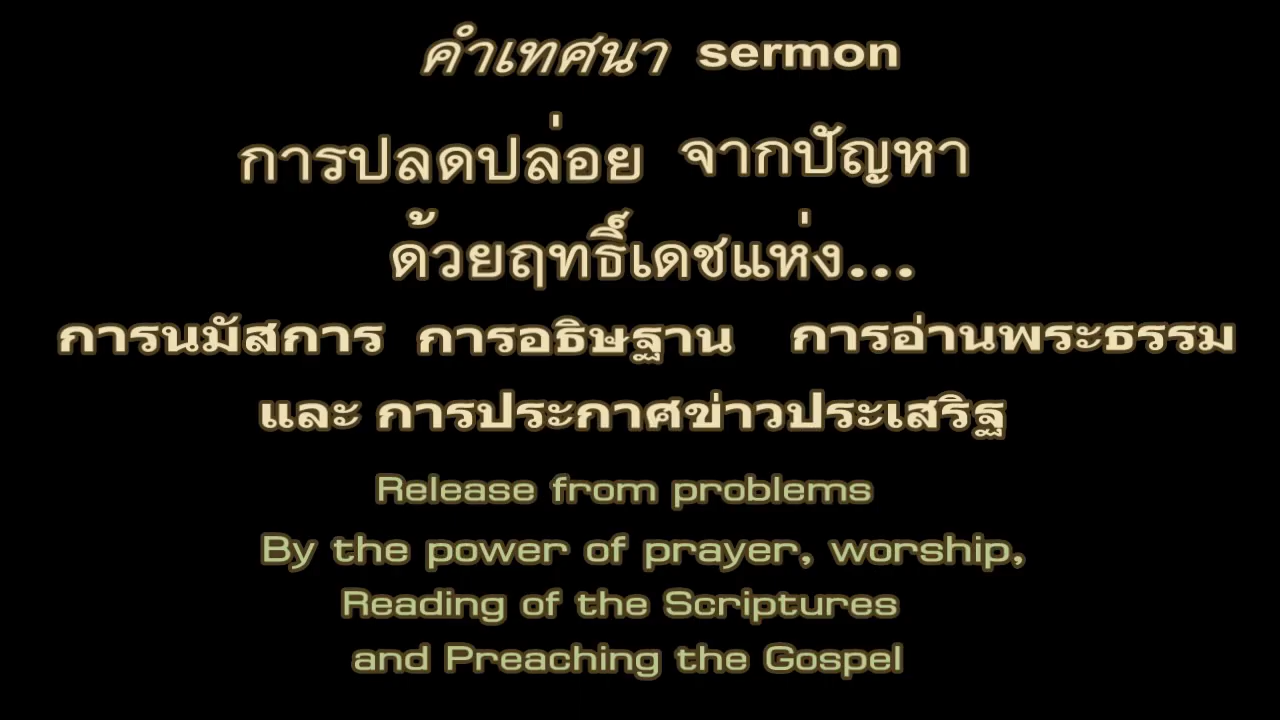 คำเทศนา sermon
การปลดปล่อย จากปัญหา
ด้วยฤทธิ์เดชแห่ง...
การนมัสการ การอธิษฐาน การอ่านพระธรรม
และ การประกาศข่าวประเสริฐ
Release from problems
By the power of prayer, worship,
Reading of the Scriptures
and Preaching the Gospel